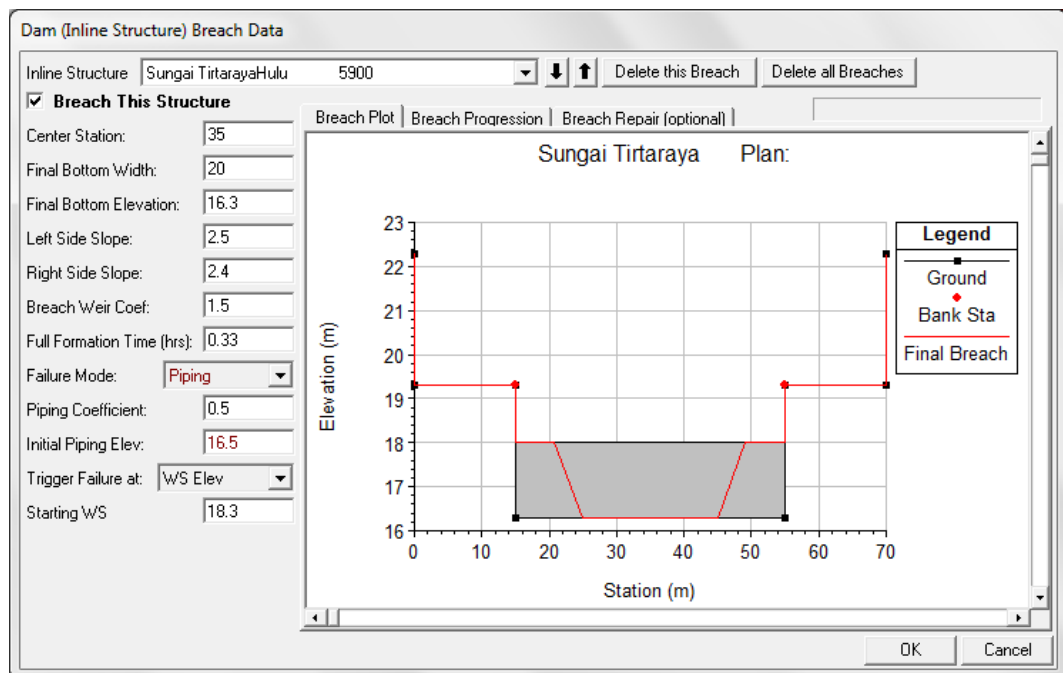 Dam (Inline Structure) Breach Data
Inline Structure Sungai TirtarayaHulu 5900 Delete this Breach Delete all Breaches
Breach This Structure
Center Station: 35
Final Bottom Width: 20
Final Bottom Elevation: 16.3
Left Side Slope: 2.5
Right Side Slope: 2.4
Breach Weir Coef: 1.5
Full Formation Time (hrs): 0.33
Failure Mode: Piping
Piping Coefficient: 0.5
Initial Piping Elev: 16.5
Trigger Failure at: WS Elev
Starting WS 18.3
Breach Plot Breach Progression Breach Repair (optional)
Sungai Tirtaraya Plan:
Elevation (m)
23
22
21
20
19
18
17
16
0 10 20 30 40 50 60 70
Station (m)
Legend
Ground
Bank Sta
Final Breach
OK Cancel